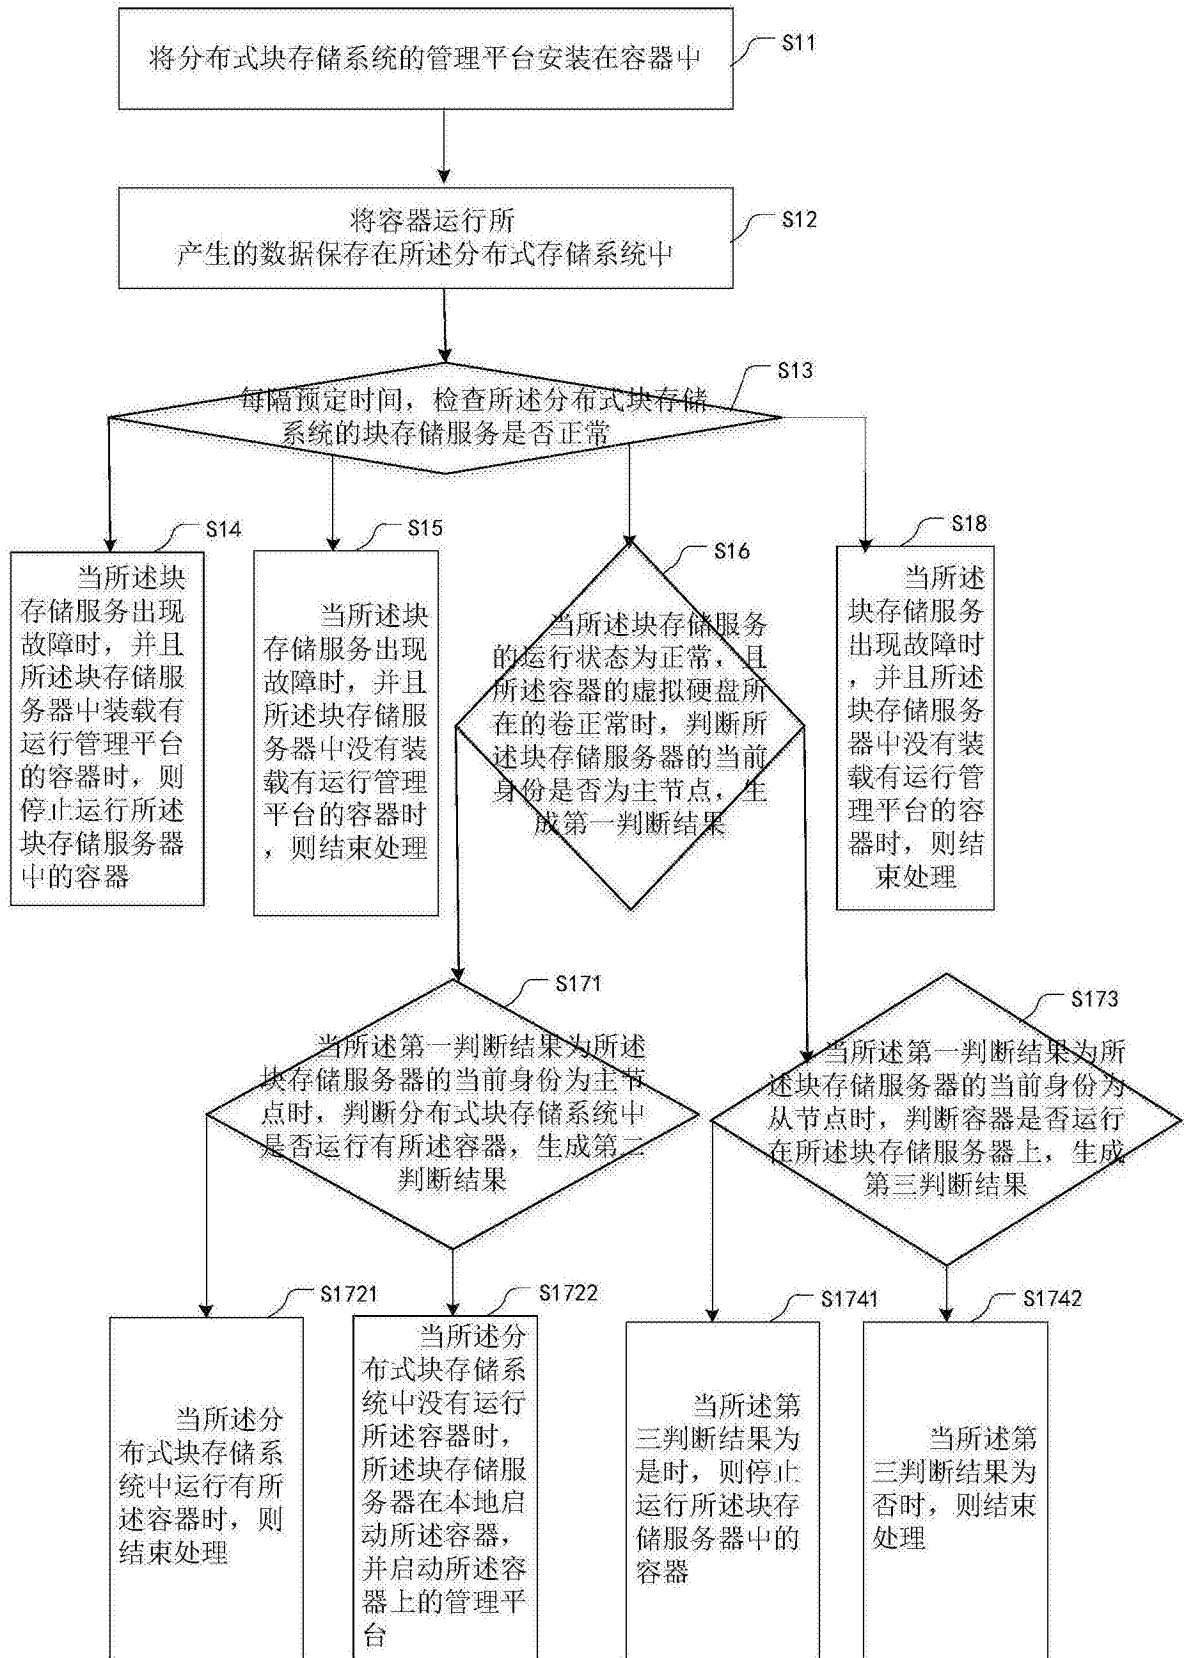 将分布式块存储系统的管理平台安装在容器中
S11
将容器运行所
产生的数据保存在所述分布式存储系统中
S12
每隔预定时间，检查所述分布式块存储
系统的块存储服务是否正常
S13
S14
当所述块
存储服务出现
故障时，并且
所述块存储服
务器中装载有
运行管理平台
的容器时，则
停止运行所述
块存储服务器
中的容器
S15
当所述块
存储服务出现
故障时，并且
所述块存储服
务器中没有装
载有运行管理
平台的容器时
，则结束处理
S16
当所述块存储服务
的运行状态为正常，且
所述容器的虚拟硬盘所
在的卷正常时，判断所
述块存储服务器的当前
身份是否为主节点，生
成第一判断结果
S18
当所述
块存储服务
出现故障时
，并且所述
块存储服务
器中没有装
载有运行管
理平台的容
器时，则结
束处理
S171
当所述第一判断结果为所述
块存储服务器的当前身份为主节
点时，判断分布式块存储系统中
是否运行有所述容器，生成第三
判断结果
S173
当所述第一判断结果为所
述块存储服务器的当前身份为
从节点时，判断容器是否运行
在所述块存储服务器上，生成
第三判断结果
S1721
当所述分
布式块存储系
统中运行有所
述容器时，则
结束处理
S1722
当所述分
布式块存储系
统中没有运行
所述容器时，
所述块存储服
务器在本地启
动所述容器，
并启动所述容
器上的管理平
台
S1741
当所述第
三判断结果为
是时，则停止
运行所述块存
储服务器中的
容器
S1742
当所述第
三判断结果为
否时，则结束
处理